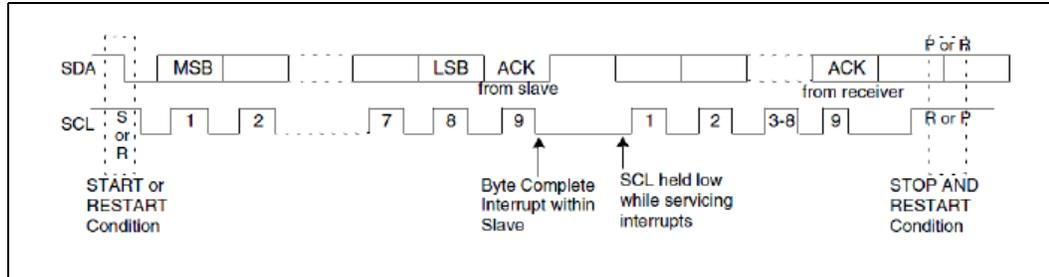 P or R
SDA MSB LSB ACK ACK
from slave from receiver
SCL S or R 1 2 7 8 9 1 2 3-8 9 R or P
START or
RESTART
Condition
Byte Complete
Interrupt within
Slave
SCL held low
while servicing
interrupts
STOP AND
RESTART
Condition